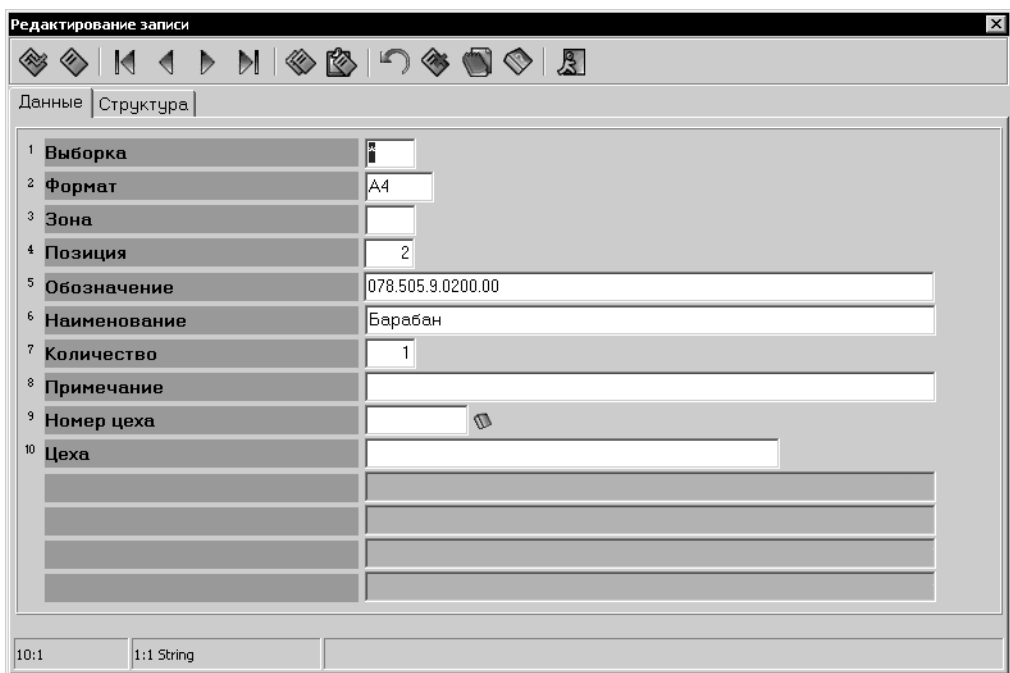 Редактирование записи
Данные Структура
1 Выборка *
2 Формат А4
3 Зона
4 Позиция 2
5 Обозначение 078.505.9.0200.00
6 Наименование Барабан
7 Количество 1
8 Примечание
9 Номер цеха
10 Цеха
10:1 1:1 String